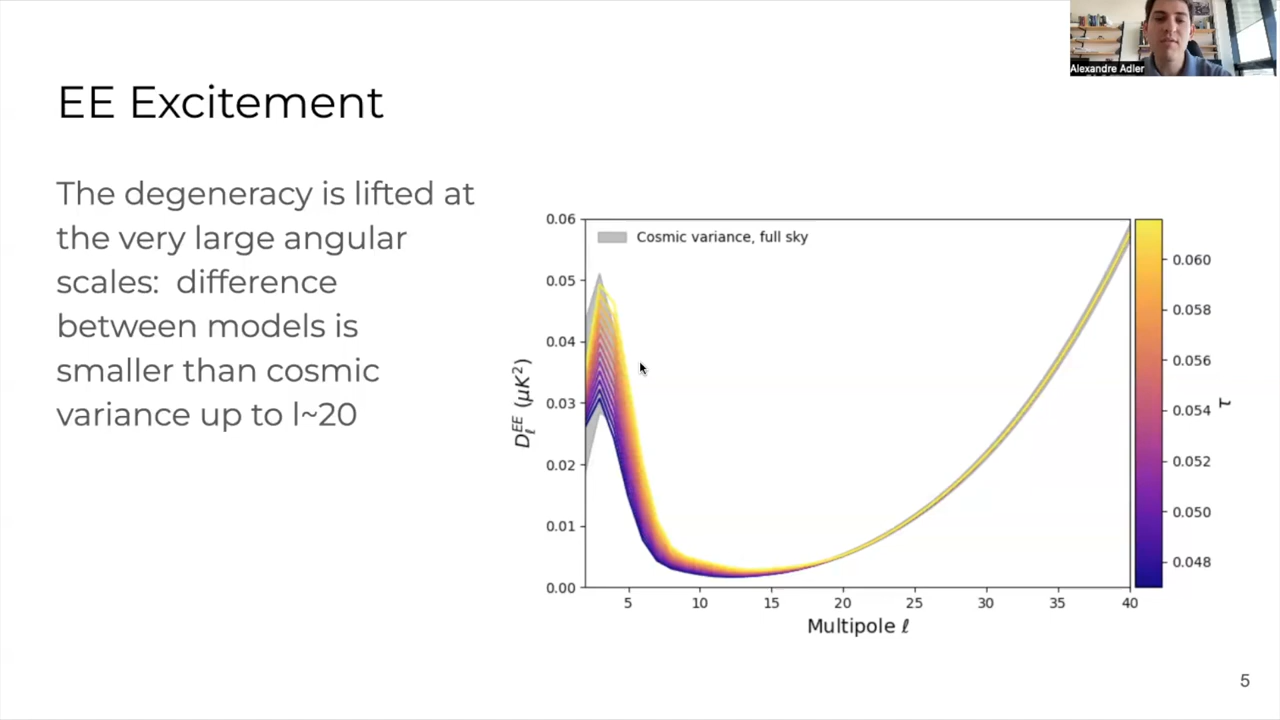 Alexandre Adler
EE Excitement
The degeneracy is lifted at
the very large angular
scales:  difference
between models is
smaller than cosmic
variance up to l~20
Cosmic variance, full sky
0.06
0.05
0.04
0.03
0.02
0.01
0.00
D_ℓ^{EE} (μK²)
5 10 15 20 25 30 35 40
Multipole ℓ
0.060
0.058
0.056
0.054
0.052
0.050
0.048
τ
5